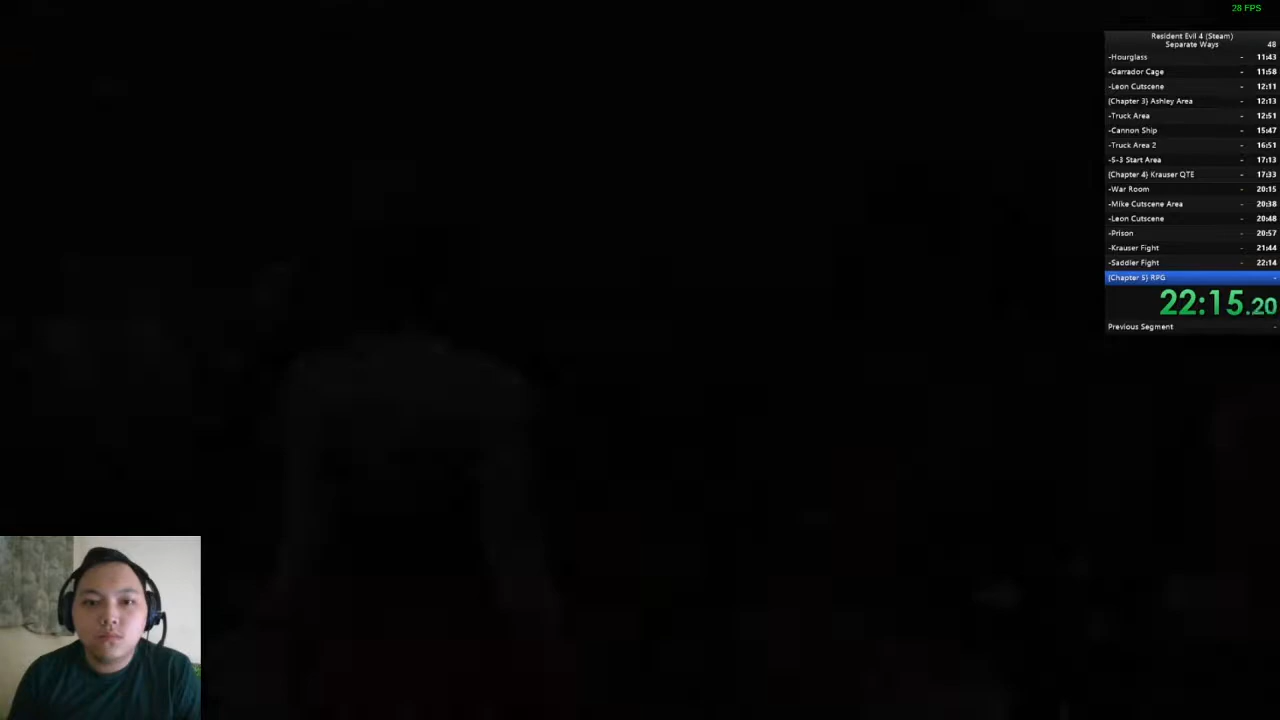 28 FPS
Resident Evil 4 (Steam)
Separate Ways 48
-Hourglass - 11:43
-Garrador Cage - 11:58
-Leon Cutscene - 12:11
{Chapter 3} Ashley Area - 12:13
-Truck Area - 12:51
-Cannon Ship - 15:47
-Truck Area 2 - 16:51
-5-3 Start Area - 17:13
{Chapter 4} Krauser QTE - 17:33
-War Room - 20:15
-Mike Cutscene Area - 20:38
-Leon Cutscene - 20:48
-Prison - 20:57
-Krauser Fight - 21:44
-Saddler Fight - 22:14
{Chapter 5} RPG -
22:15.20
Previous Segment -